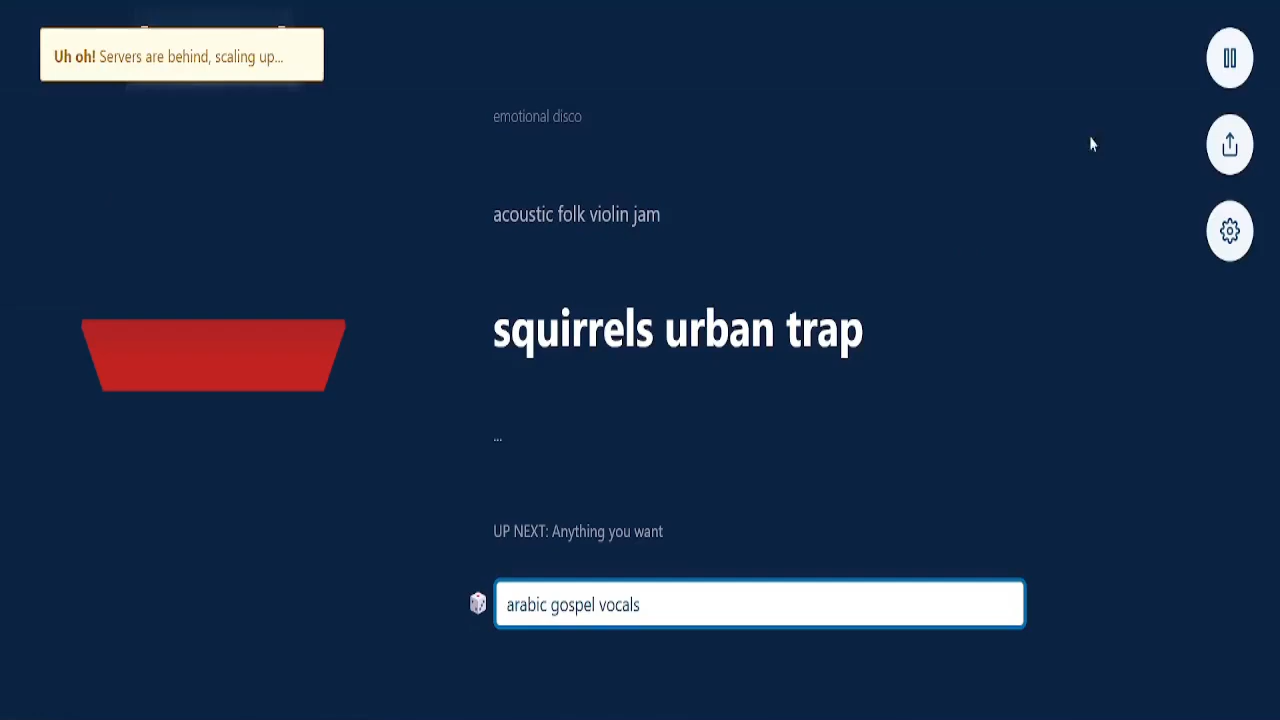 Uh oh! Servers are behind, scaling up...
emotional disco
acoustic folk violin jam
squirrels urban trap
...
UP NEXT: Anything you want
arabic gospel vocals